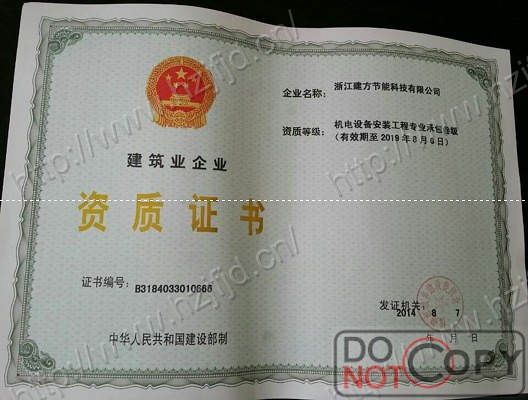 建筑业企业
资质证书
证书编号: B3184033010666
中华人民共和国建设部制
企业名称: 浙江建方节能科技有限公司
资质等级: 机电设备安装工程专业承包叁级
(有效期至2019年8月6日)
发证机关:
2014 8 7
年 月 日
http://www.hzjfjd.cn/
DO NOT COPY